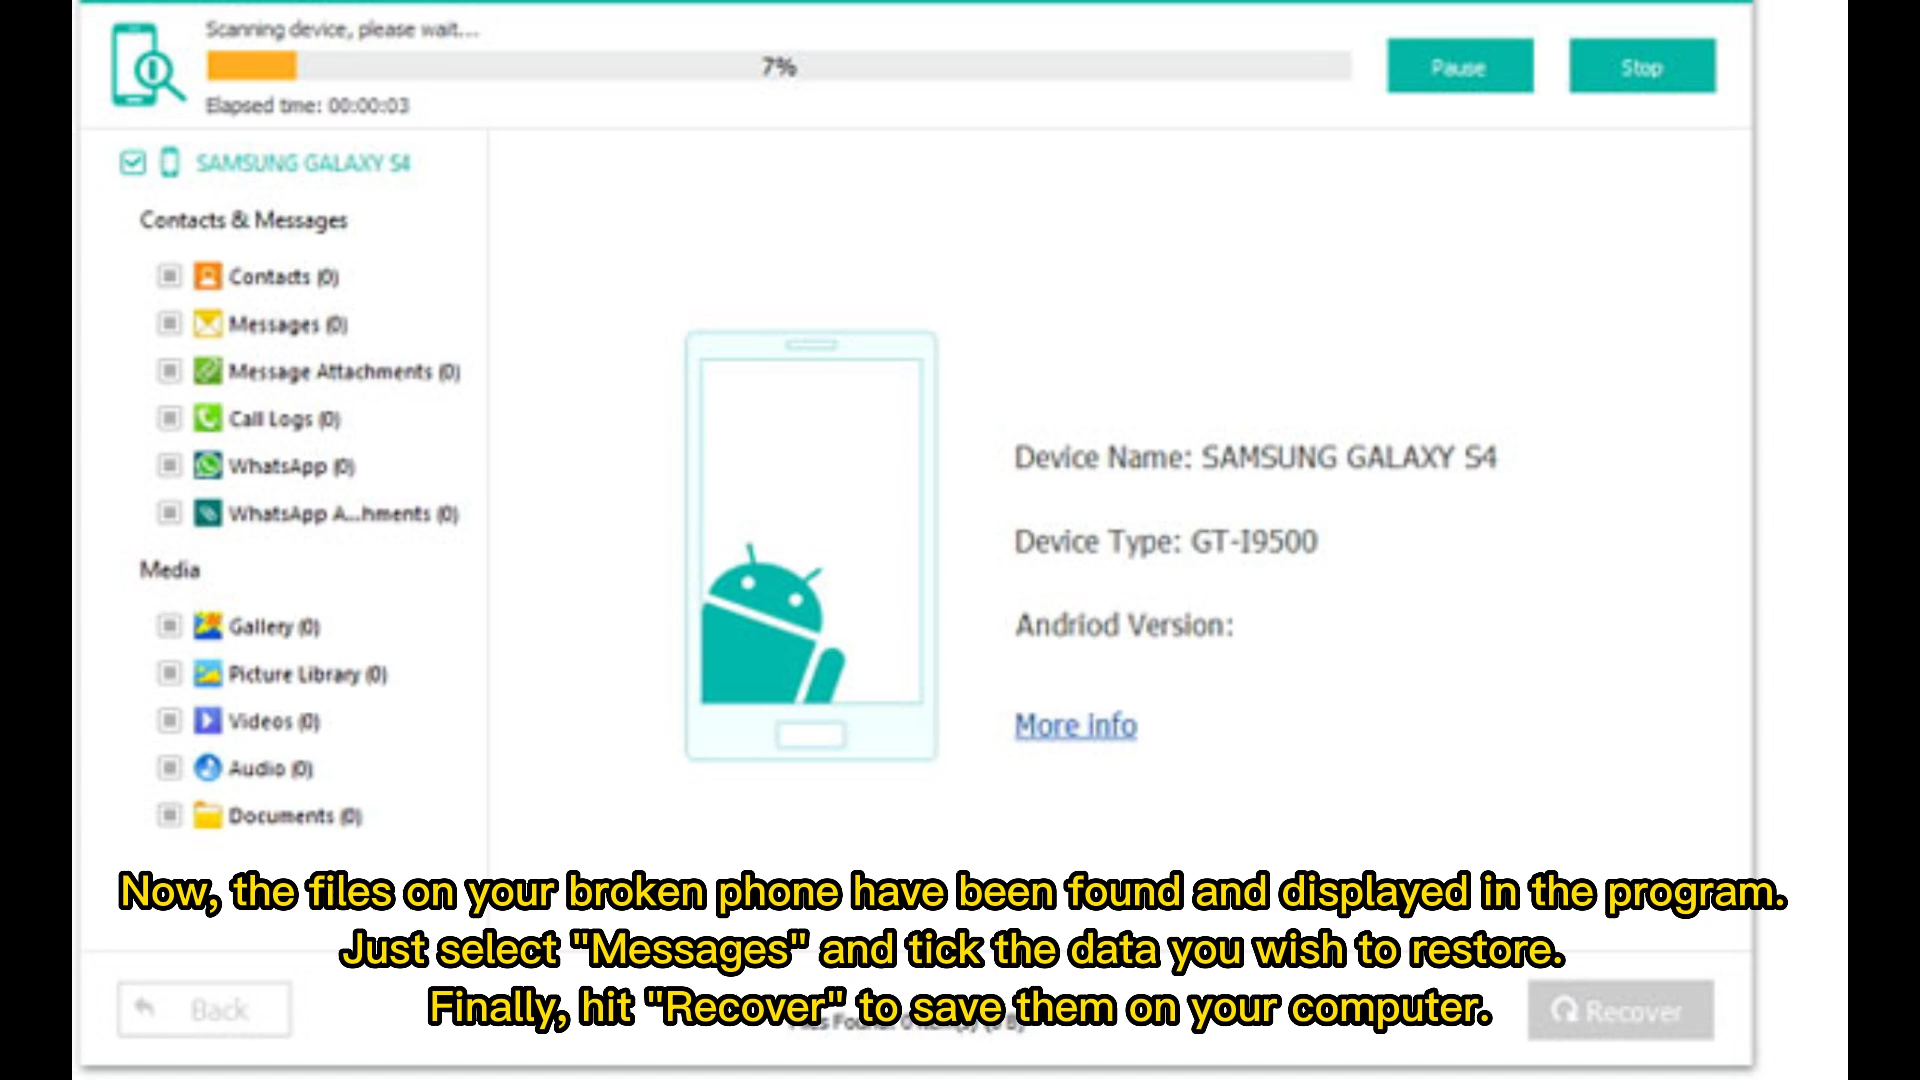 Scanning device, please wait...
7%
Pause
Stop
Elapsed time: 00:00:03
SAMSUNG GALAXY S4
Contacts & Messages
Contacts (0)
Messages (0)
Message Attachments (0)
Call Logs (0)
WhatsApp (0)
WhatsApp A...hments (0)
Media
Gallery (0)
Picture Library (0)
Videos (0)
Audio (0)
Documents (0)
Device Name: SAMSUNG GALAXY S4
Device Type: GT-I9500
Andriod Version:
More info
Now, the files on your broken phone have been found and displayed in the program.
Just select "Messages" and tick the data you wish to restore.
Finally, hit "Recover" to save them on your computer.
Back
Recover